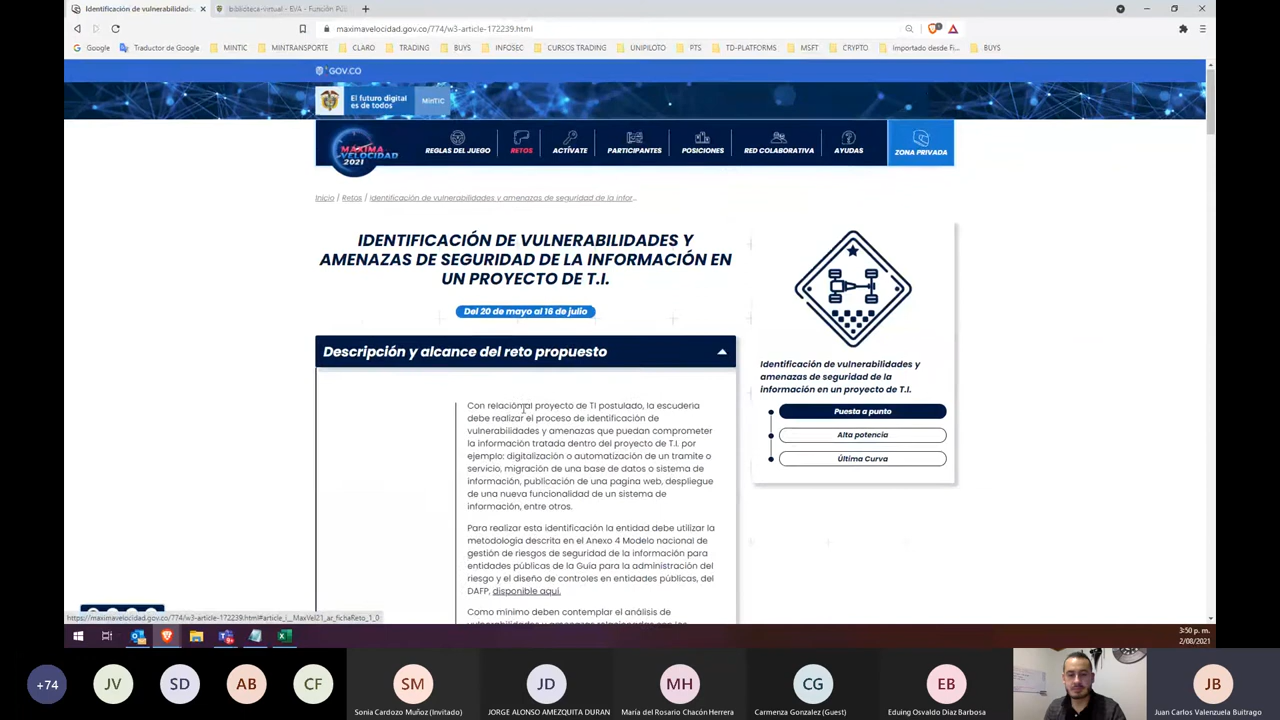 Identificación de vulnerabilidades
biblioteca-virtual - EVA - Función Púb
maximavelocidad.gov.co/774/w3-article-172239.html
Google
Traductor de Google
MINTIC
MINTRANSPORTE
CLARO
TRADING
BUYS
INFOSEC
CURSOS TRADING
UNIPILOTO
PTS
TD-PLATFORMS
MSFT
CRYPTO
Importado desde Fi...
BUYS
GOV.CO
El futuro digital
es de todos
MinTIC
MÁXIMA
VELOCIDAD
2021
REGLAS DEL JUEGO
RETOS
ACTÍVATE
PARTICIPANTES
POSICIONES
RED COLABORATIVA
AYUDAS
ZONA PRIVADA
Inicio / Retos / Identificación de vulnerabilidades y amenazas de seguridad de la infor...
IDENTIFICACIÓN DE VULNERABILIDADES Y
AMENAZAS DE SEGURIDAD DE LA INFORMACIÓN EN
UN PROYECTO DE T.I.
Del 20 de mayo al 16 de julio
Descripción y alcance del reto propuesto
Con relación al proyecto de TI postulado, la escudería
debe realizar el proceso de identificación de
vulnerabilidades y amenazas que puedan comprometer
la información tratada dentro del proyecto de T.I. por
ejemplo: digitalización o automatización de un tramite o
servicio, migración de una base de datos o sistema de
información, publicación de una pagina web, despliegue
de una nueva funcionalidad de un sistema de
información, entre otros.
Para realizar esta identificación la entidad debe utilizar la
metodología descrita en el Anexo 4 Modelo nacional de
gestión de riesgos de seguridad de la información para
entidades públicas de la Guía para la administración del
riesgo y el diseño de controles en entidades públicas, del
DAFP, disponible aquí.
Como mínimo deben contemplar el análisis de
Identificación de vulnerabilidades y
amenazas de seguridad de la
información en un proyecto de T.I.
Puesta a punto
Alta potencia
Última Curva
https://maximavelocidad.gov.co/774/w3-article-172239.html#article_i__MaxVel21_ar_fichaReto_1_0
3:50 p. m.
2/08/2021
+74
JV
SD
AB
CF
SM
Sonia Cardozo Muñoz (Invitado)
JD
JORGE ALONSO AMEZQUITA DURAN
MH
María del Rosario Chacón Herrera
CG
Carmenza Gonzalez (Guest)
EB
Eduing Osvaldo Diaz Barbosa
JB
Juan Carlos Valenzuela Buitrago